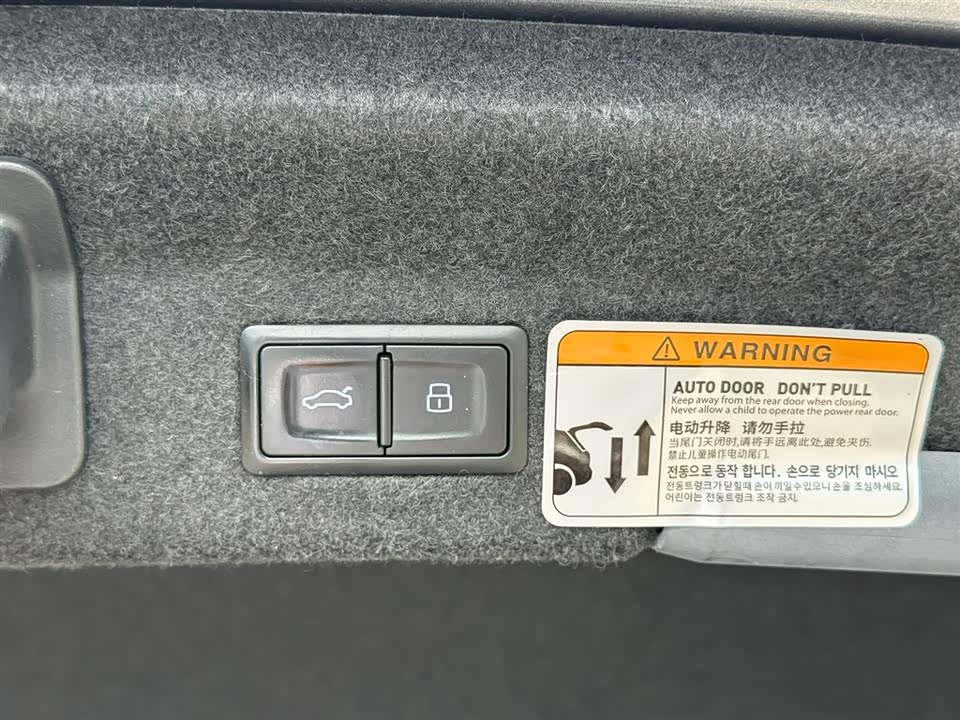 WARNING
AUTO DOOR DON'T PULL
Keep away from the rear door when closing.
Never allow a child to operate the power rear door.
电动升降 请勿手拉
当尾门关闭时,请将手远离此处,避免夹伤.
禁止儿童操作电动尾门.
전동으로 동작 합니다. 손으로 당기지 마시오
전동트렁크가 닫힐때 손이 끼일수 있으니 손을 조심하세요.
어린이는 전동트렁크 조작 금지.